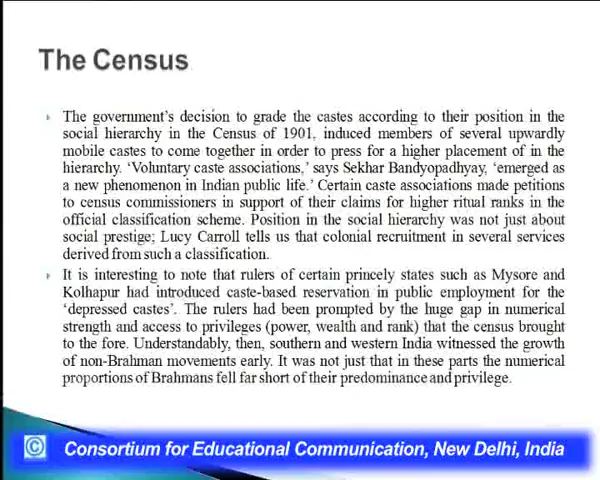 The Census
The government's decision to grade the castes according to their position in the
social hierarchy in the Census of 1901, induced members of several upwardly
mobile castes to come together in order to press for a higher placement of in the
hierarchy. 'Voluntary caste associations,' says Sekhar Bandyopadhyay, 'emerged as
a new phenomenon in Indian public life.' Certain caste associations made petitions
to census commissioners in support of their claims for higher ritual ranks in the
official classification scheme. Position in the social hierarchy was not just about
social prestige; Lucy Carroll tells us that colonial recruitment in several services
derived from such a classification.
It is interesting to note that rulers of certain princely states such as Mysore and
Kolhapur had introduced caste-based reservation in public employment for the
'depressed castes'. The rulers had been prompted by the huge gap in numerical
strength and access to privileges (power, wealth and rank) that the census brought
to the fore. Understandably, then, southern and western India witnessed the growth
of non-Brahman movements early. It was not just that in these parts the numerical
proportions of Brahmans fell far short of their predominance and privilege.
© Consortium for Educational Communication, New Delhi, India